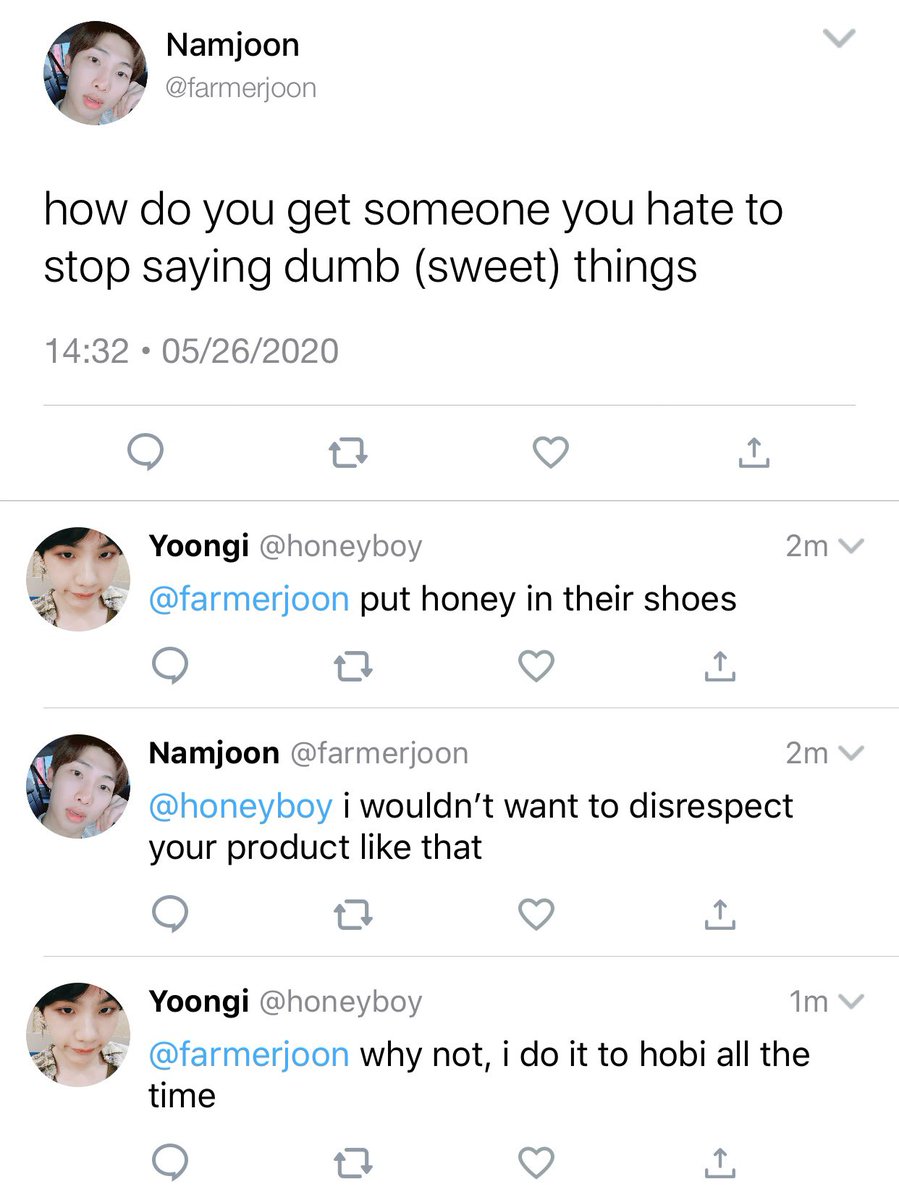 Namjoon
@farmerjoon
how do you get someone you hate to
stop saying dumb (sweet) things
14:32 • 05/26/2020
Yoongi @honeyboy 2m
@farmerjoon put honey in their shoes
Namjoon @farmerjoon 2m
@honeyboy i wouldn’t want to disrespect
your product like that
Yoongi @honeyboy 1m
@farmerjoon why not, i do it to hobi all the
time